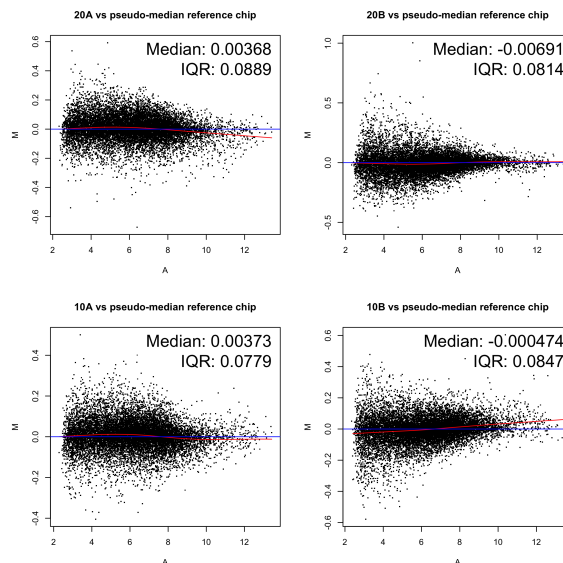 20A vs pseudo-median reference chip
Median: 0.00368
IQR: 0.0889
M
0.6
0.4
0.2
0.0
-0.2
-0.4
-0.6
2 4 6 8 10 12
A
20B vs pseudo-median reference chip
Median: -0.00691
IQR: 0.0814
M
1.0
0.5
0.0
-0.5
2 4 6 8 10 12
A
10A vs pseudo-median reference chip
Median: 0.00373
IQR: 0.0779
M
0.4
0.2
0.0
-0.2
-0.4
2 4 6 8 10 12
A
10B vs pseudo-median reference chip
Median: -0.000474
IQR: 0.0847
M
0.6
0.4
0.2
0.0
-0.2
-0.4
-0.6
2 4 6 8 10 12
A